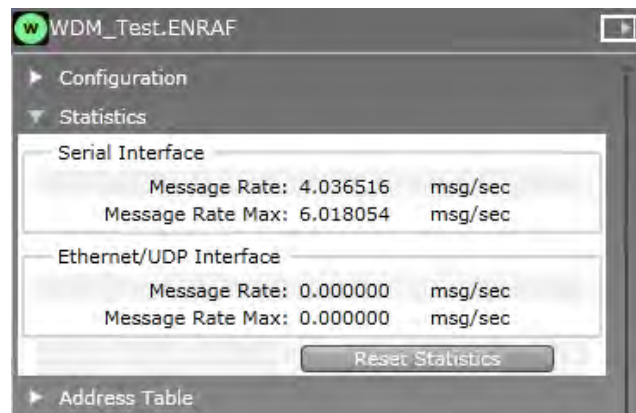 W WDM_Test.ENRAF
Configuration
Statistics
Serial Interface
Message Rate: 4.036516 msg/sec
Message Rate Max: 6.018054 msg/sec
Ethernet/UDP Interface
Message Rate: 0.000000 msg/sec
Message Rate Max: 0.000000 msg/sec
Reset Statistics
Address Table